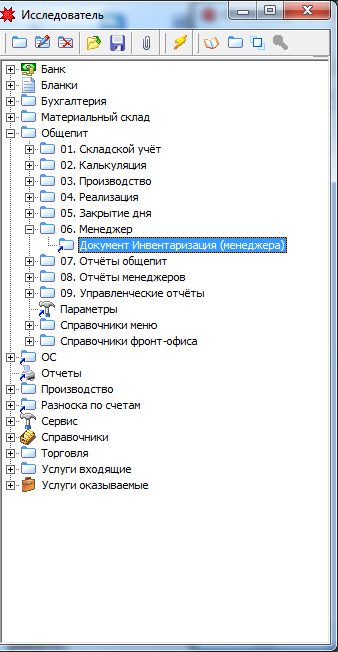 Исследователь
Банк
Бланки
Бухгалтерия
Материальный склад
Общепит
01. Складской учёт
02. Калькуляция
03. Производство
04. Реализация
05. Закрытие дня
06. Менеджер
Документ Инвентаризация (менеджера)
07. Отчёты общепит
08. Отчёты менеджеров
09. Управленческие отчёты
Параметры
Справочники меню
Справочники фронт-офиса
ОС
Отчеты
Производство
Разноска по счетам
Сервис
Справочники
Торговля
Услуги входящие
Услуги оказываемые